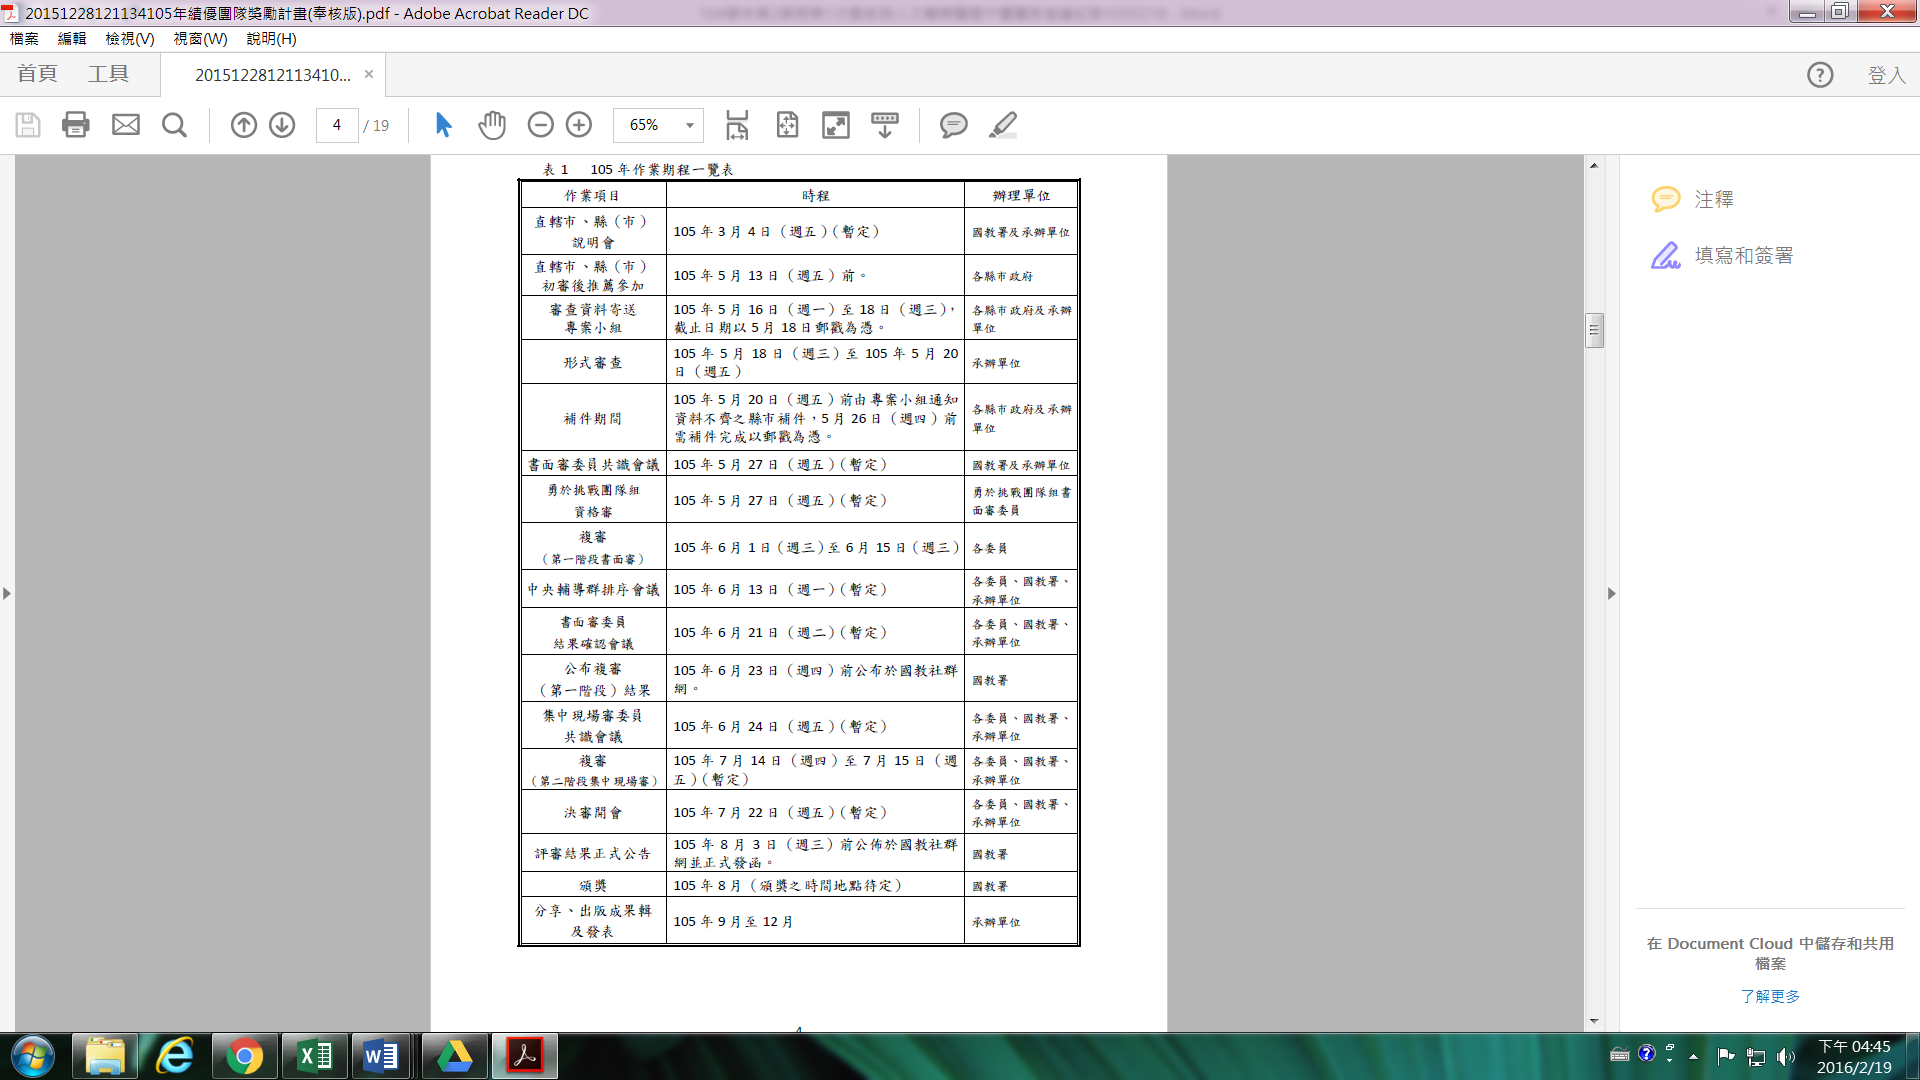 20151228121134105年績優團隊獎勵計畫(奉核版).pdf - Adobe Acrobat Reader DC
檔案 編輯 檢視(V) 視窗(W) 說明(H)
首頁 工具 2015122812113410... × ? 登入
4 / 19 65%
表 1 105 年作業期程一覽表
作業項目 時程 辦理單位
直轄市、縣（市）
說明會
105 年 3 月 4 日（週五）（暫定）
國教署及承辦單位
直轄市、縣（市）
初審後推薦參加
105 年 5 月 13 日（週五）前。
各縣市政府
審查資料寄送
專案小組
105 年 5 月 16 日（週一）至 18 日（週三），
截止日期以 5 月 18 日郵戳為憑。
各縣市政府及承辦
單位
形式審查
105 年 5 月 18 日（週三）至 105 年 5 月 20
日（週五）
承辦單位
補件期間
105 年 5 月 20 日（週五）前由專案小組通知
資料不齊之縣市補件，5 月 26 日（週四）前
需補件完成以郵戳為憑。
各縣市政府及承辦
單位
書面審委員共識會議
105 年 5 月 27 日（週五）（暫定）
國教署及承辦單位
勇於挑戰團隊組
資格審
105 年 5 月 27 日（週五）（暫定）
勇於挑戰團隊組書
面審委員
複審
（第一階段書面審）
105 年 6 月 1 日（週三）至 6 月 15 日（週三）
各委員
中央輔導群排序會議
105 年 6 月 13 日（週一）（暫定）
各委員、國教署、
承辦單位
書面審委員
結果確認會議
105 年 6 月 21 日（週二）（暫定）
各委員、國教署、
承辦單位
公布複審
（第一階段）結果
105 年 6 月 23 日（週四）前公布於國教社群
網。
國教署
集中現場審委員
共識會議
105 年 6 月 24 日（週五）（暫定）
各委員、國教署、
承辦單位
複審
（第二階段集中現場審）
105 年 7 月 14 日（週四）至 7 月 15 日（週
五）（暫定）
各委員、國教署、
承辦單位
決審開會
105 年 7 月 22 日（週五）（暫定）
各委員、國教署、
承辦單位
評審結果正式公告
105 年 8 月 3 日（週三）前公佈於國教社群
網並正式發函。
國教署
頒獎
105 年 8 月（頒獎之時間地點待定）
國教署
分享、出版成果輯
及發表
105 年 9 月至 12 月
承辦單位
4
注釋
填寫和簽署
在 Document Cloud 中儲存和共用
檔案
了解更多
下午 04:45
2016/2/19